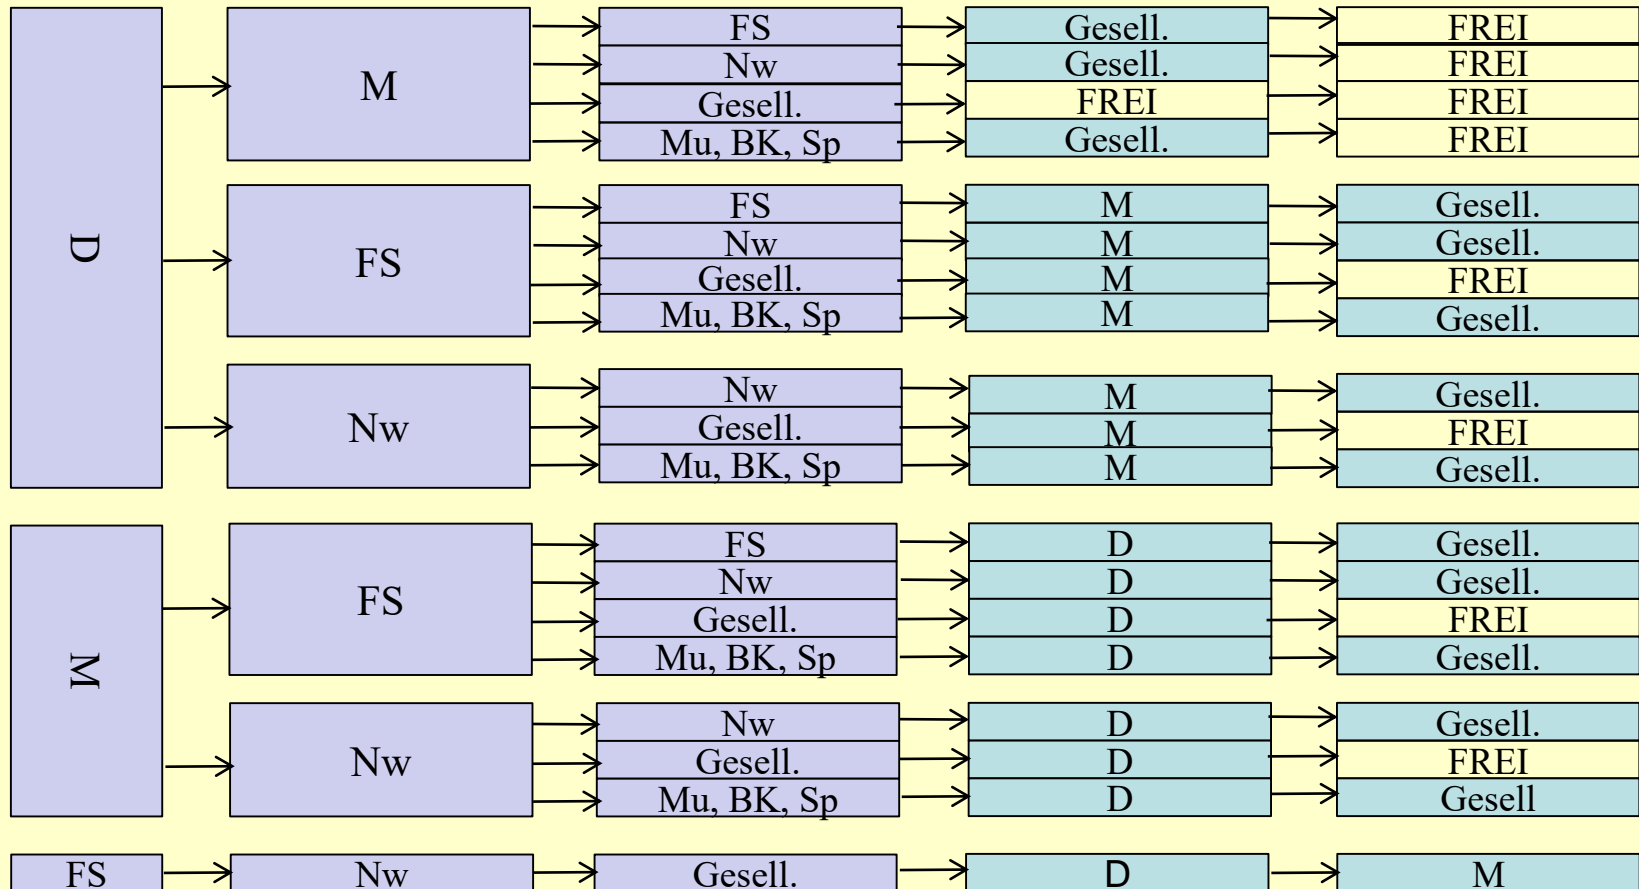 D
M
FS Gesell. FREI
Nw Gesell. FREI
Gesell. FREI FREI
Mu, BK, Sp Gesell. FREI
FS
FS M Gesell.
Nw M Gesell.
Gesell. M FREI
Mu, BK, Sp M Gesell.
Nw
Nw M Gesell.
Gesell. M FREI
Mu, BK, Sp M Gesell.
M
FS
FS D Gesell.
Nw D Gesell.
Gesell. D FREI
Mu, BK, Sp D Gesell.
Nw
Nw D Gesell.
Gesell. D FREI
Mu, BK, Sp D Gesell
FS Nw Gesell. D M